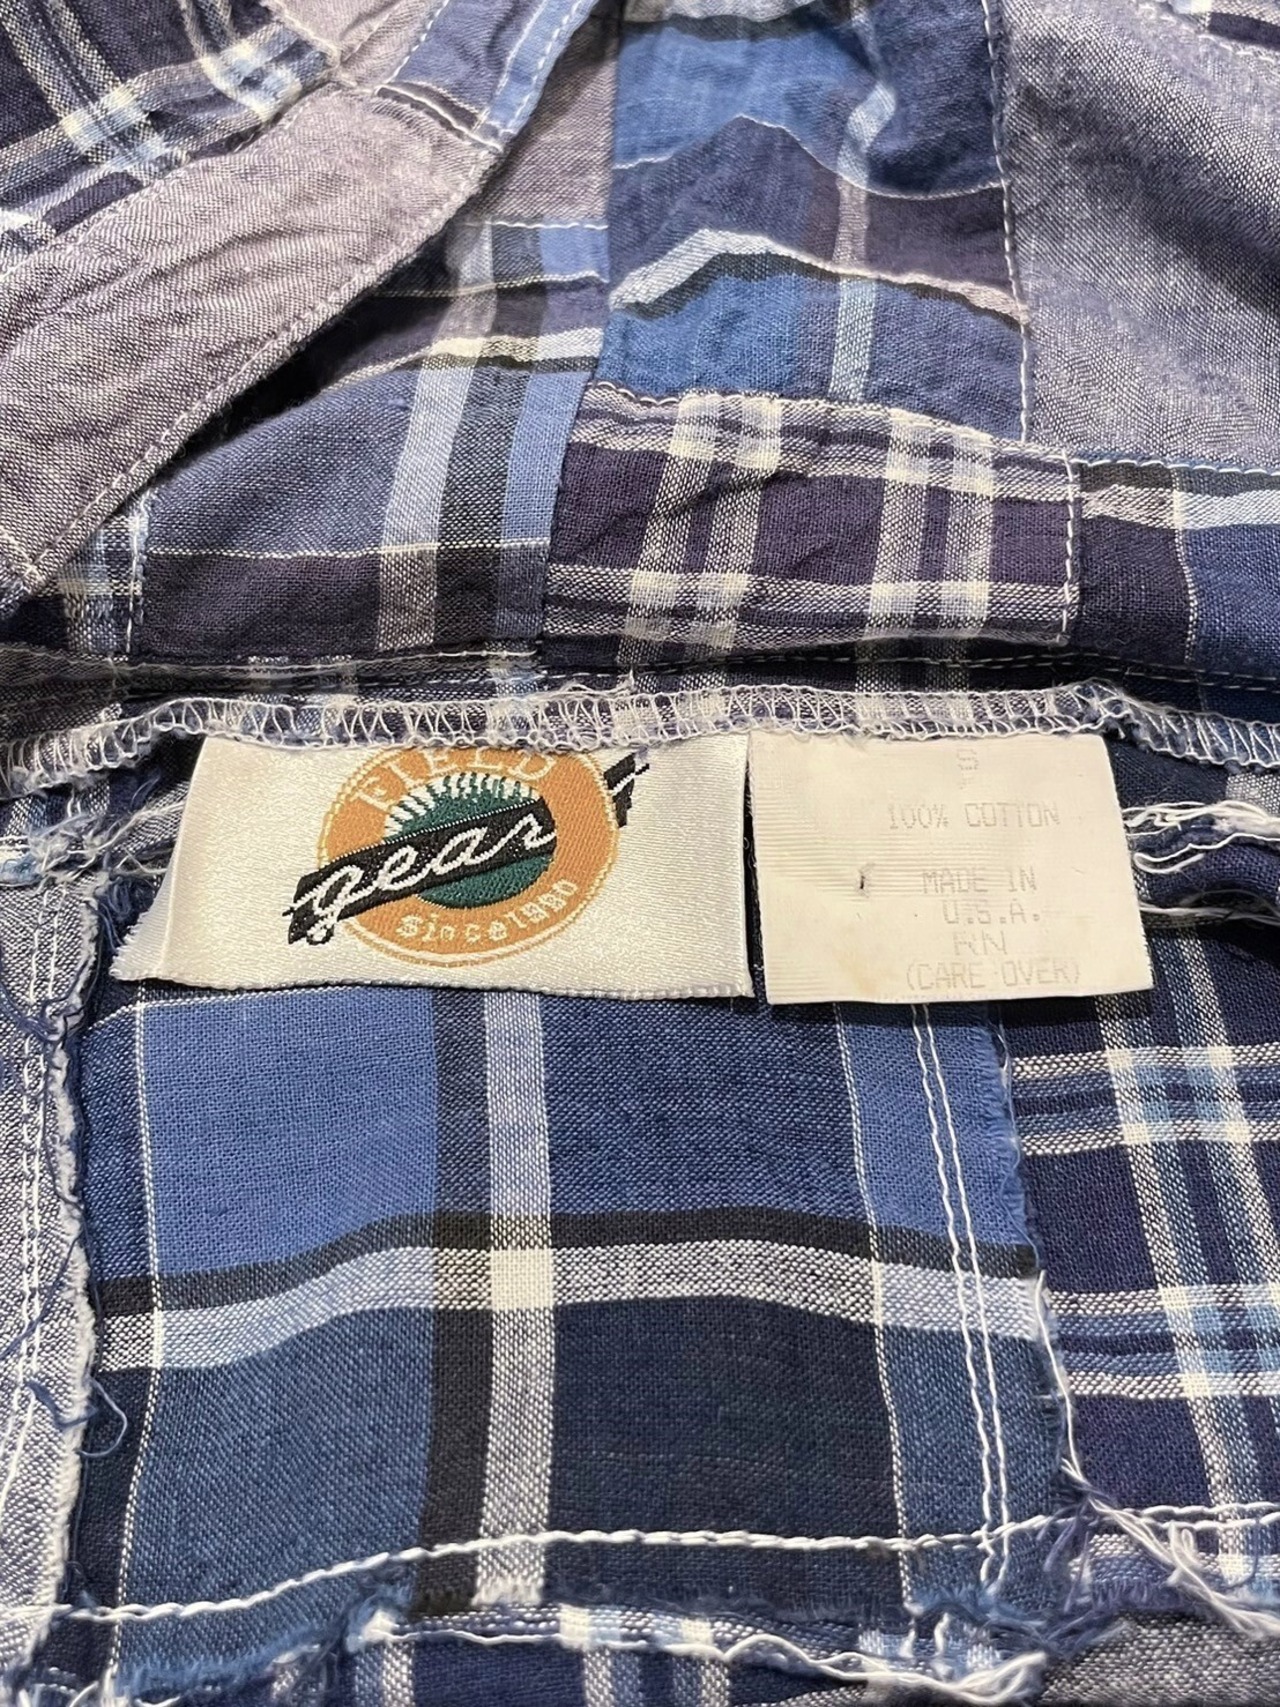 FIELD
gear
since1990
S
100% COTTON
MADE IN
U.S.A.
RN
(CARE OVER)